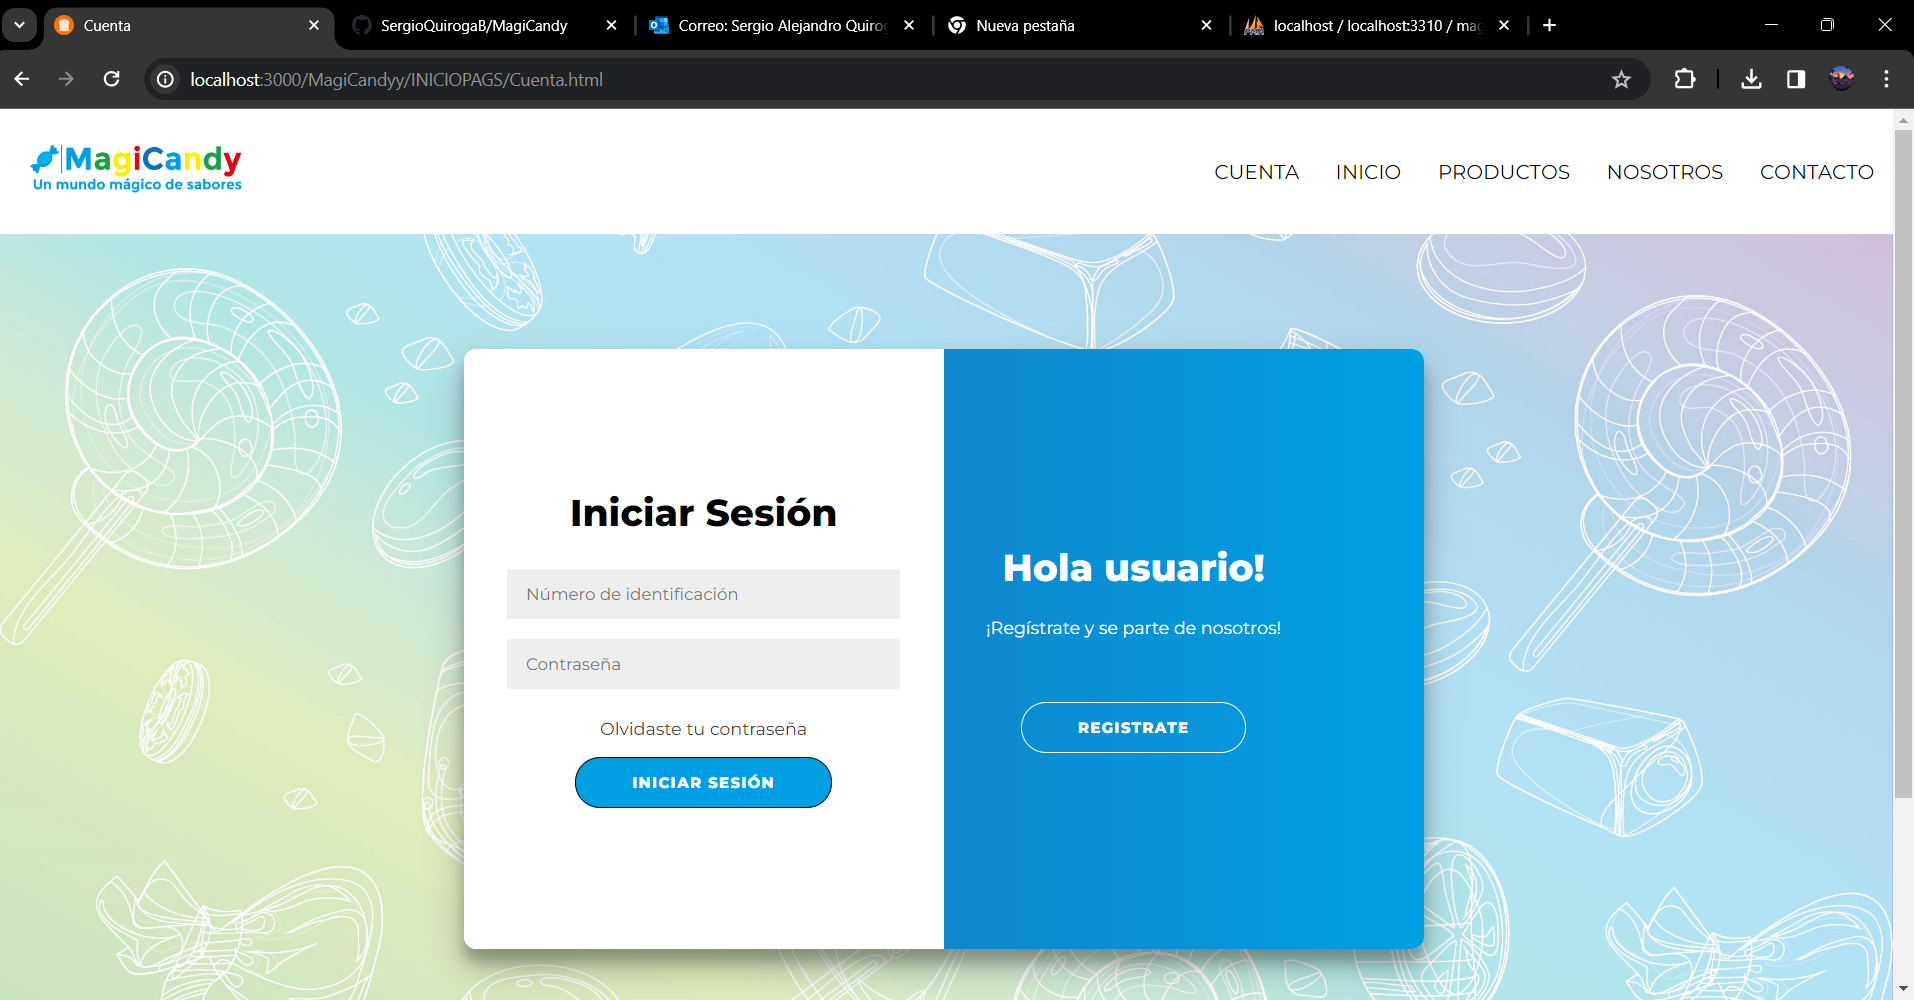 Cuenta
SergioQuirogaB/MagiCandy
Correo: Sergio Alejandro Quirog
Nueva pestaña
localhost / localhost:3310 / mag
localhost:3000/MagiCandyy/INICIOPAGS/Cuenta.html
MagiCandy
Un mundo mágico de sabores
CUENTA
INICIO
PRODUCTOS
NOSOTROS
CONTACTO
Iniciar Sesión
Número de identificación
Contraseña
Olvidaste tu contraseña
INICIAR SESIÓN
Hola usuario!
¡Regístrate y se parte de nosotros!
REGISTRATE